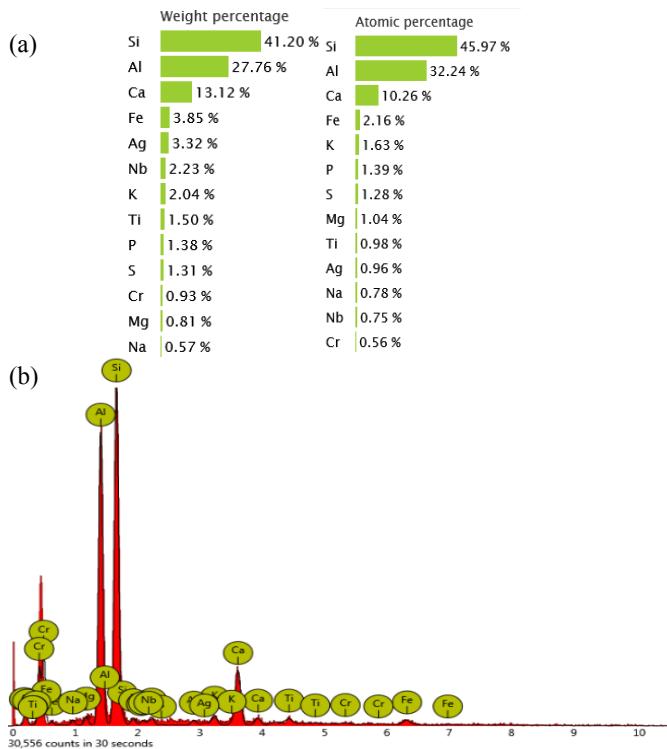 (a)
Weight percentage
Si 41.20 %
Al 27.76 %
Ca 13.12 %
Fe 3.85 %
Ag 3.32 %
Nb 2.23 %
K 2.04 %
Ti 1.50 %
P 1.38 %
S 1.31 %
Cr 0.93 %
Mg 0.81 %
Na 0.57 %
Atomic percentage
Si 45.97 %
Al 32.24 %
Ca 10.26 %
Fe 2.16 %
K 1.63 %
P 1.39 %
S 1.28 %
Mg 1.04 %
Ti 0.98 %
Ag 0.96 %
Na 0.78 %
Nb 0.75 %
Cr 0.56 %
(b)
Si
Al
Cr
Cr
Ca
Al
Fe
Ti
Na
Nb
Ag
K
Ca
Ti
Ti
Cr
Cr
Fe
Fe
0 1 2 3 4 5 6 7 8 9 10
30,556 counts in 30 seconds